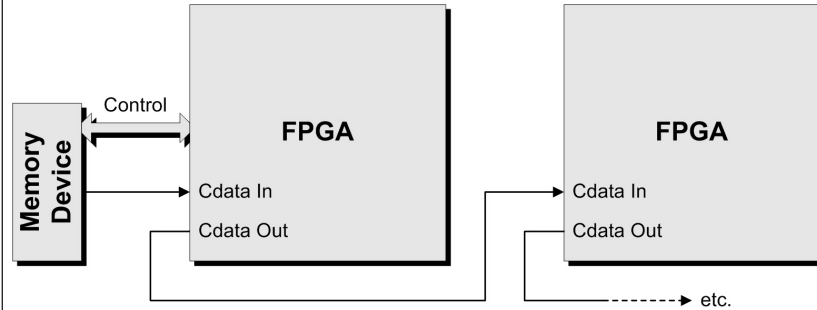 Control
FPGA
FPGA
Memory
Device
Cdata In
Cdata In
Cdata Out
Cdata Out
etc.